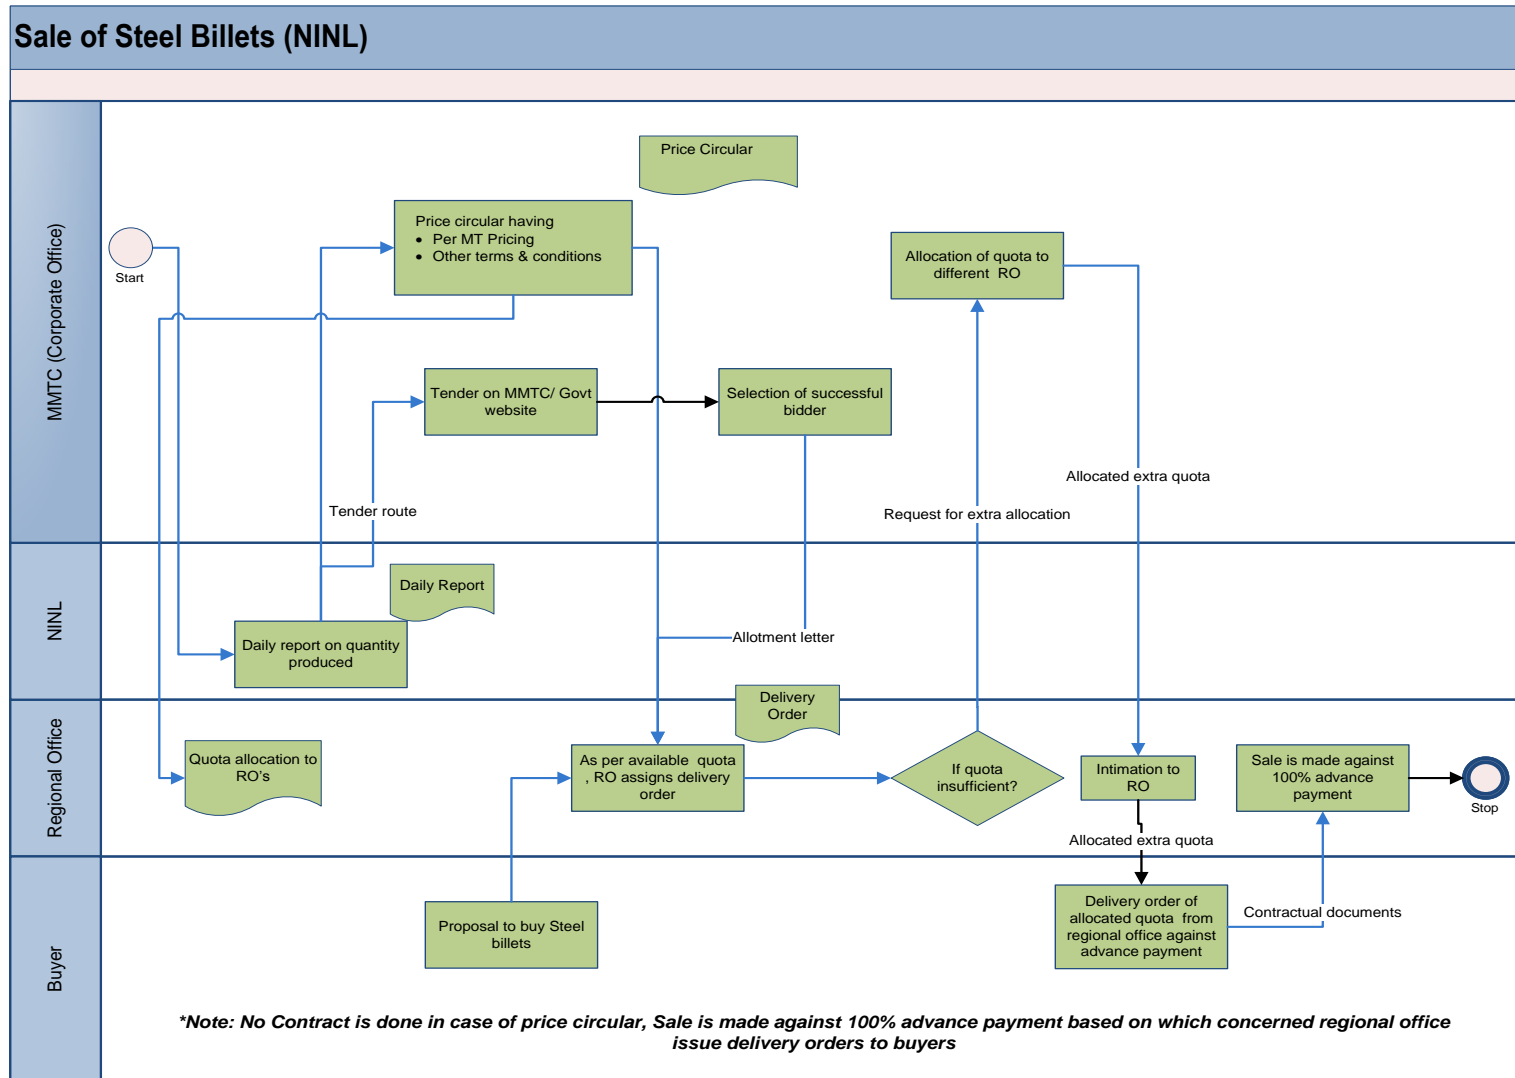 Sale of Steel Billets (NINL)
MMTC (Corporate Office)
Start
Price Circular
Price circular having
• Per MT Pricing
• Other terms & conditions
Allocation of quota to
different RO
Tender on MMTC/ Govt
website
Selection of successful
bidder
Tender route
Request for extra allocation
Allocated extra quota
NINL
Daily Report
Daily report on quantity
produced
Allotment letter
Regional Office
Quota allocation to
RO's
Delivery
Order
As per available quota
, RO assigns delivery
order
If quota
insufficient?
Intimation to
RO
Sale is made against
100% advance
payment
Stop
Allocated extra quota
Buyer
Proposal to buy Steel
billets
Delivery order of
allocated quota from
regional office against
advance payment
Contractual documents
*Note: No Contract is done in case of price circular, Sale is made against 100% advance payment based on which concerned regional office
issue delivery orders to buyers